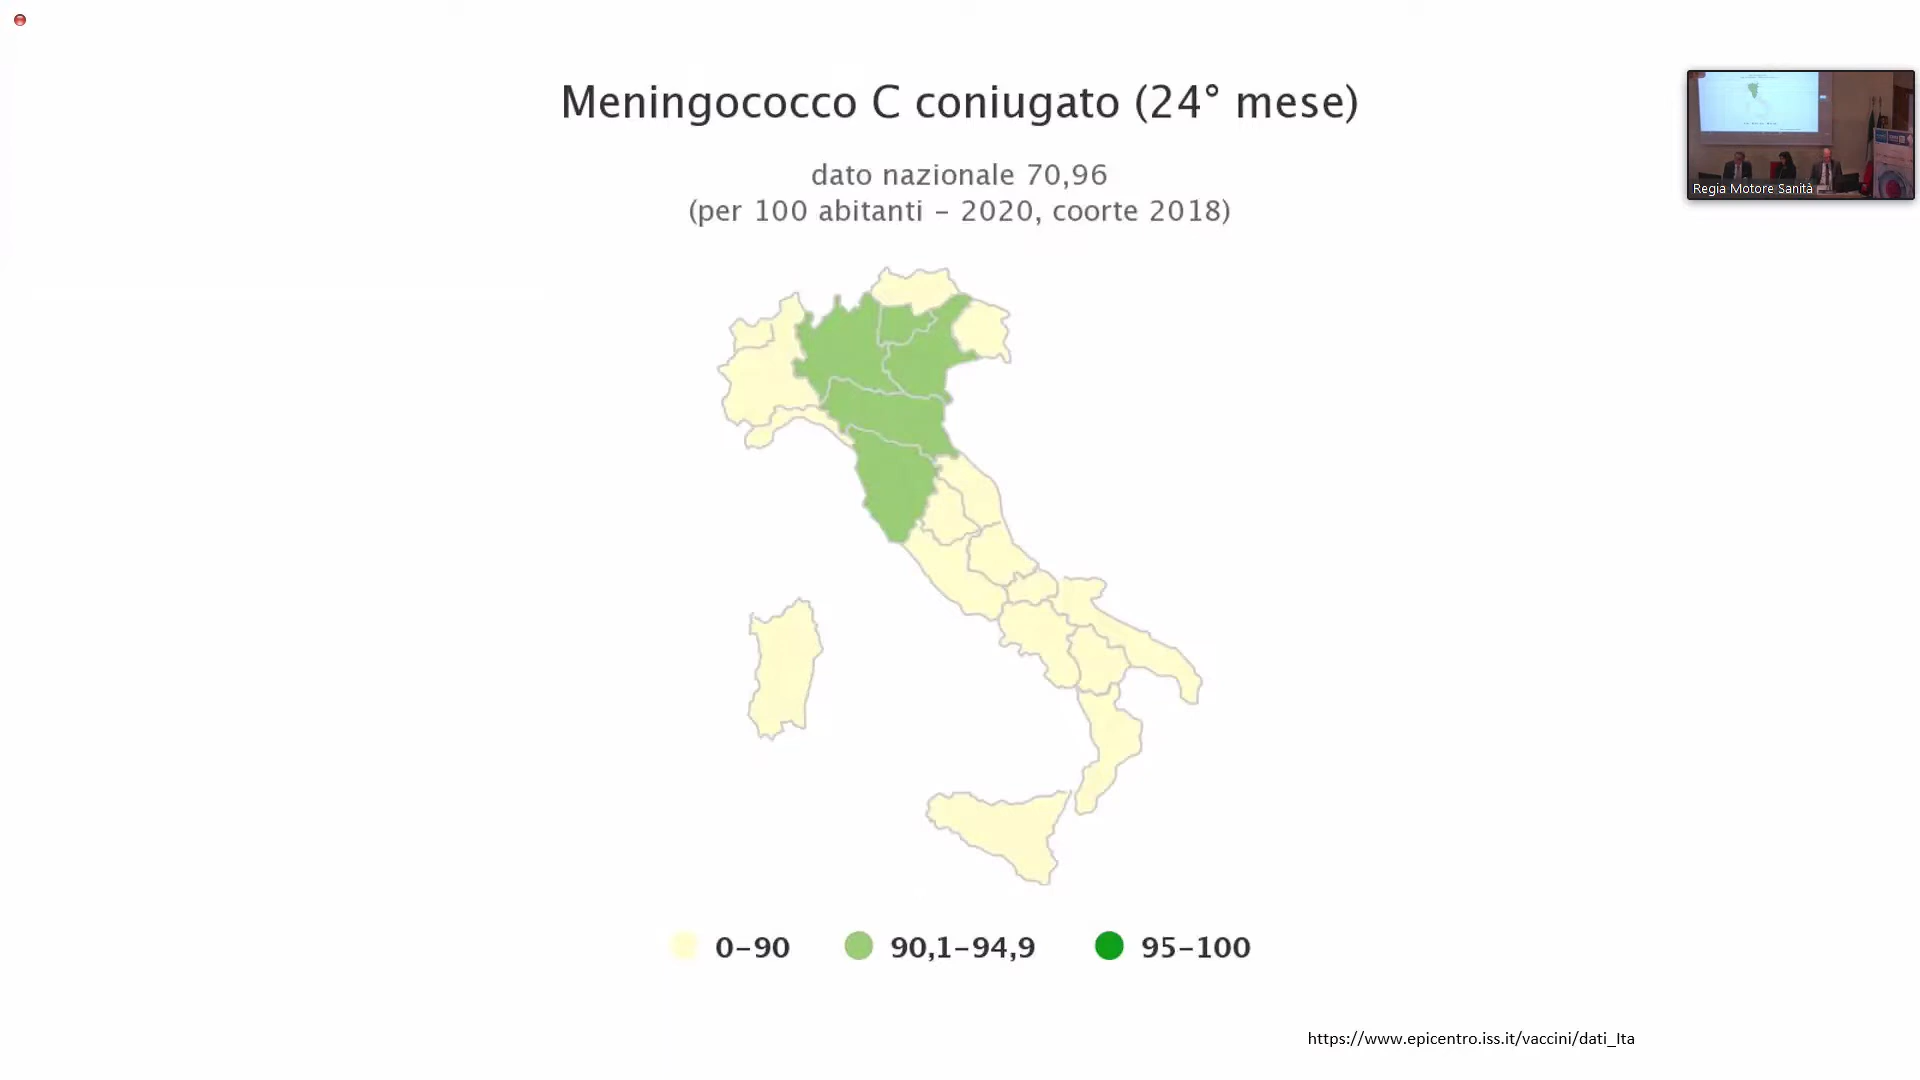 Meningococco C coniugato (24° mese)
dato nazionale 70,96
(per 100 abitanti – 2020, coorte 2018)
Regia Motore Sanità
0–90
90,1–94,9
95–100
https://www.epicentro.iss.it/vaccini/dati_Ita